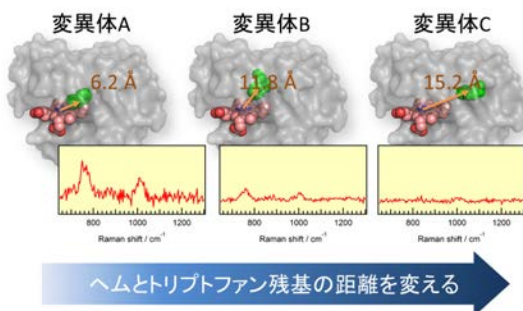 変異体A
変異体B
変異体C
6.2 Å
11.8 Å
15.2 Å
800 1000 1200
Raman shift / cm-1
800 1000 1200
Raman shift / cm-1
800 1000 1200
Raman shift / cm-1
ヘムとトリプトファン残基の距離を変える